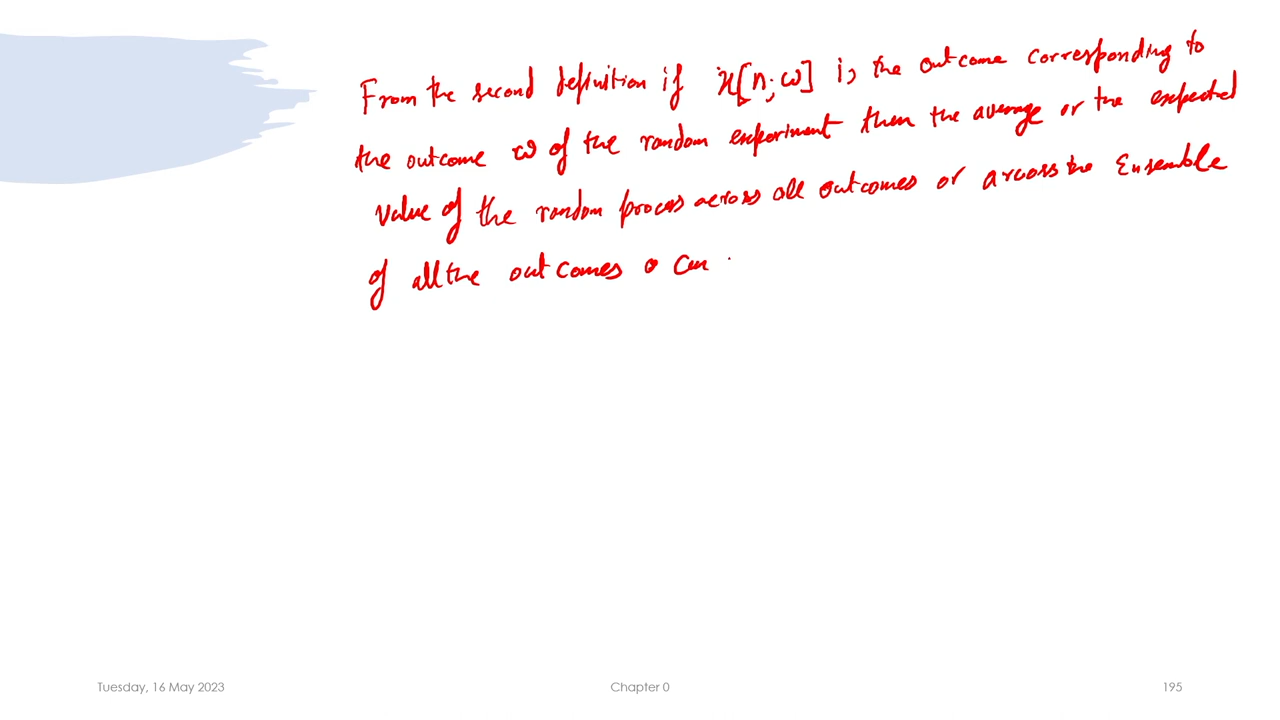 From the second definition if x[n;ω] is the outcome corresponding to
the outcome ω of the random experiment then the average or the expected
value of the random process across all outcomes or arcoss the Ensemble
of all the outcomes o can
Tuesday, 16 May 2023
Chapter 0
195